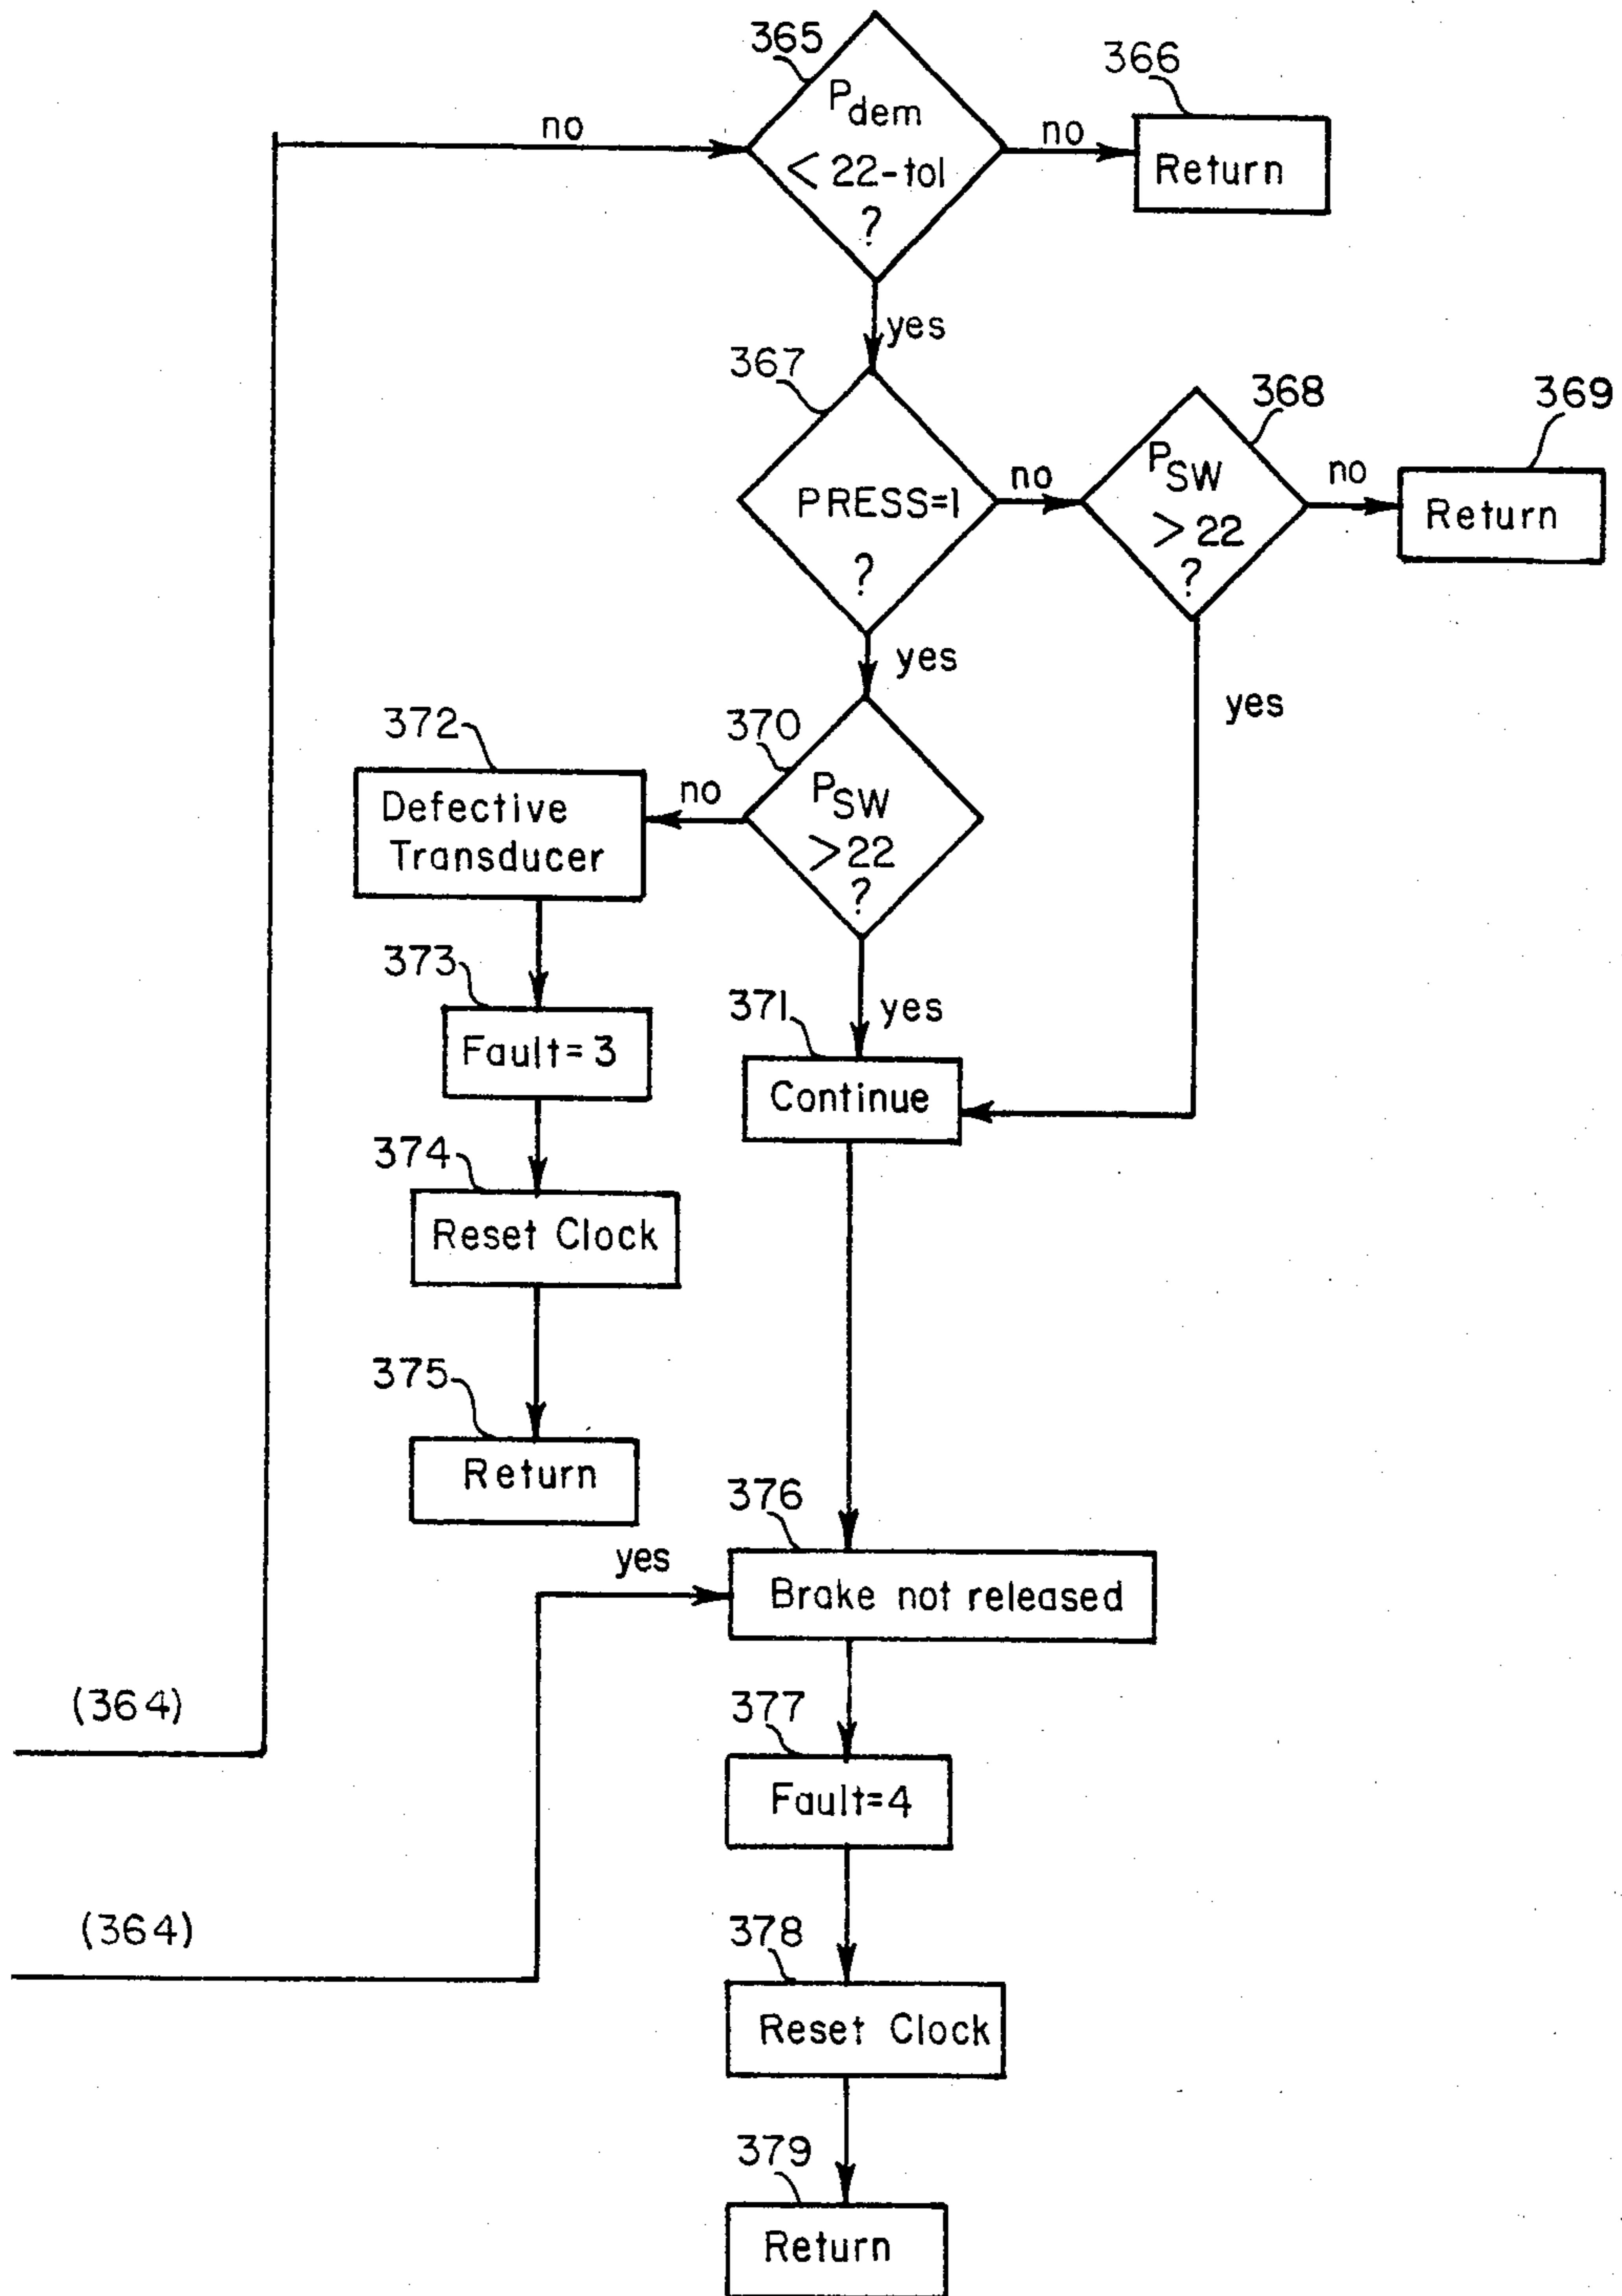 365
P_dem
< 22-tol
?
no
no
366
Return
yes
367
PRESS=1
?
no
368
P_SW
>22
?
no
369
Return
yes
yes
370
P_SW
>22
?
no
372
Defective
Transducer
373
Fault=3
374
Reset Clock
375
Return
yes
371
Continue
376
yes
Brake not released
(364)
377
Fault=4
(364)
378
Reset Clock
379
Return